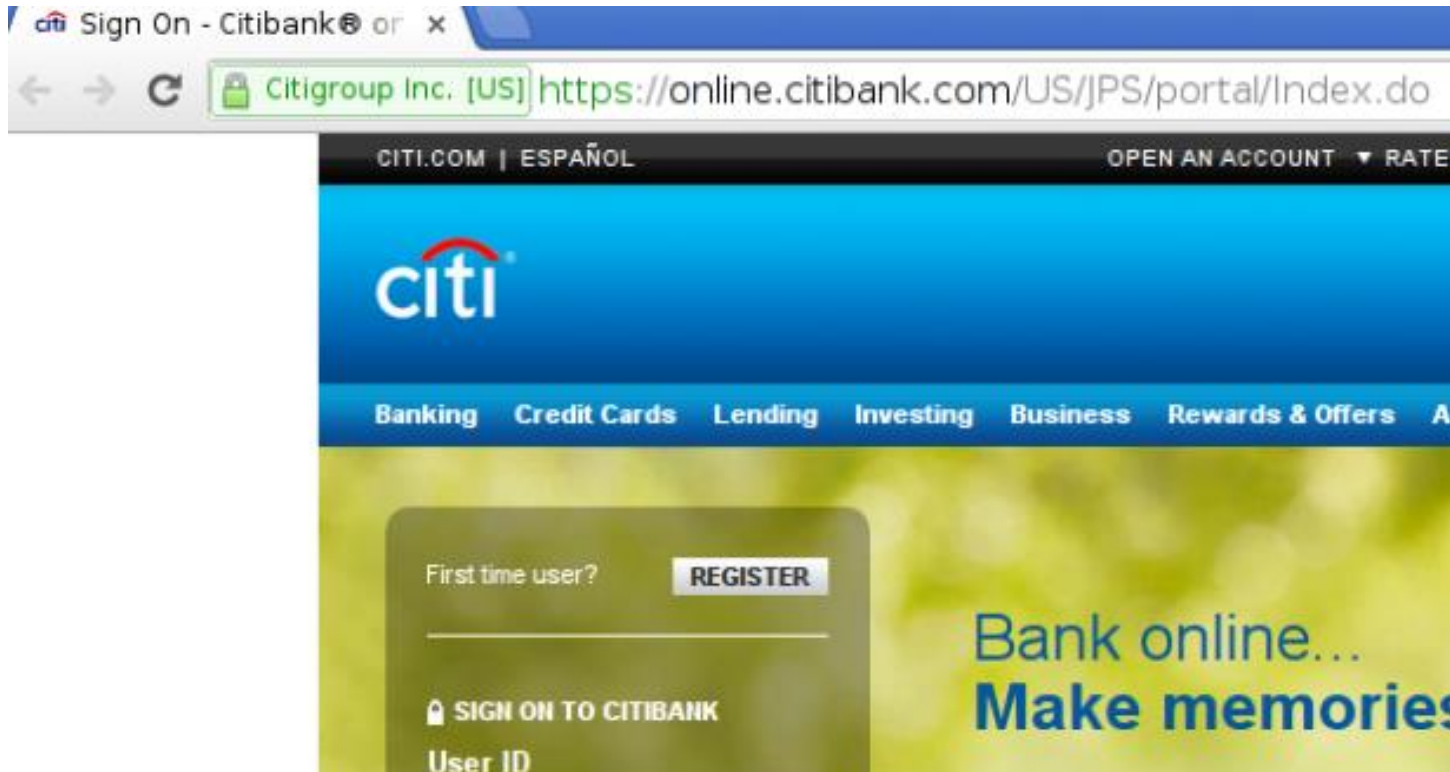 citi Sign On - Citibank® or ×
Citigroup Inc. [US] https://online.citibank.com/US/JPS/portal/Index.do
CITI.COM | ESPAÑOL OPEN AN ACCOUNT ▼ RATE
citi®
Banking Credit Cards Lending Investing Business Rewards & Offers A
First time user? REGISTER
Bank online...
Make memories
SIGN ON TO CITIBANK
User ID